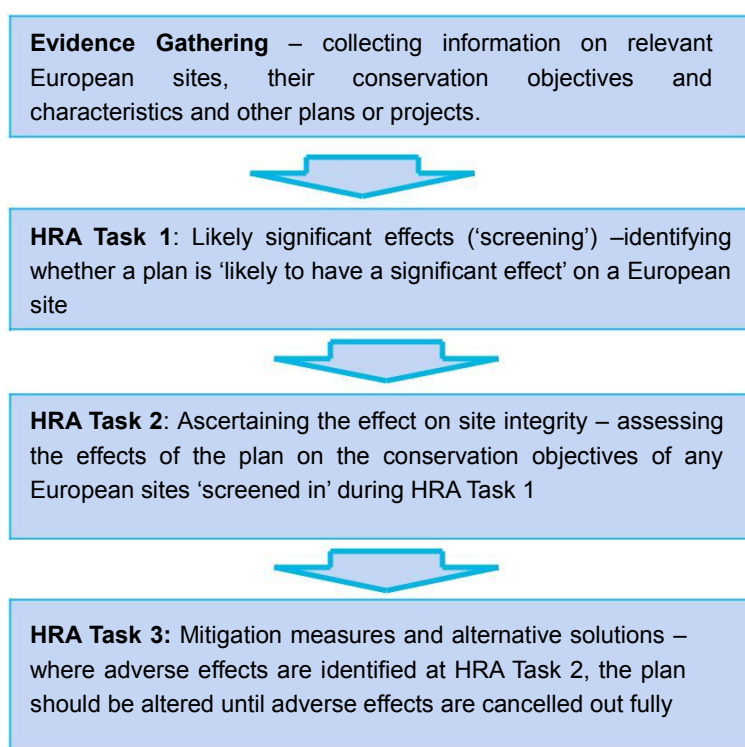 Evidence Gathering – collecting information on relevant
European sites, their conservation objectives and
characteristics and other plans or projects.
HRA Task 1: Likely significant effects (‘screening’) –identifying
whether a plan is ‘likely to have a significant effect’ on a European
site
HRA Task 2: Ascertaining the effect on site integrity – assessing
the effects of the plan on the conservation objectives of any
European sites ‘screened in’ during HRA Task 1
HRA Task 3: Mitigation measures and alternative solutions –
where adverse effects are identified at HRA Task 2, the plan
should be altered until adverse effects are cancelled out fully